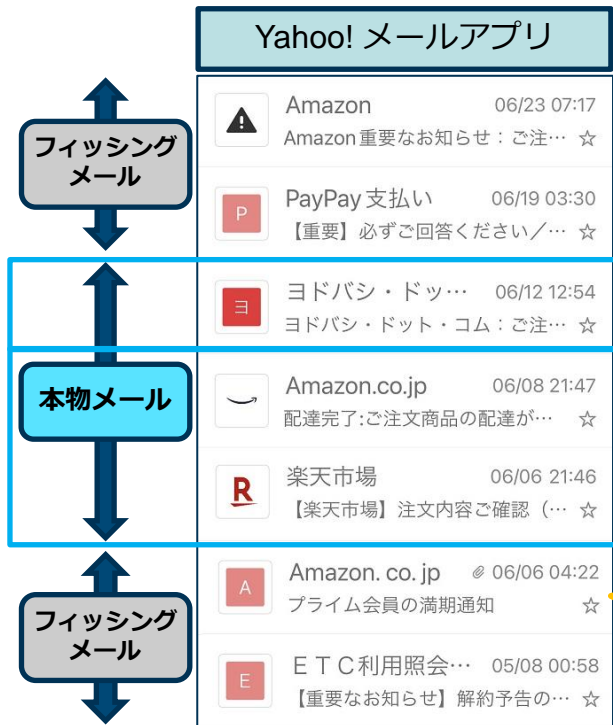 Yahoo! メールアプリ
フィッシング
メール
本物メール
フィッシング
メール
Amazon 06/23 07:17
Amazon 重要なお知らせ：ご注… ☆
P
PayPay 支払い 06/19 03:30
【重要】必ずご回答ください／… ☆
ヨ
ヨドバシ・ドッ… 06/12 12:54
ヨドバシ・ドット・コム：ご注… ☆
Amazon.co.jp 06/08 21:47
配達完了:ご注文商品の配達が… ☆
R
楽天市場 06/06 21:46
【楽天市場】注文内容ご確認（… ☆
A
Amazon. co. jp 06/06 04:22
プライム会員の満期通知 ☆
E
ＥＴＣ利用照会… 05/08 00:58
【重要なお知らせ】解約予告の… ☆